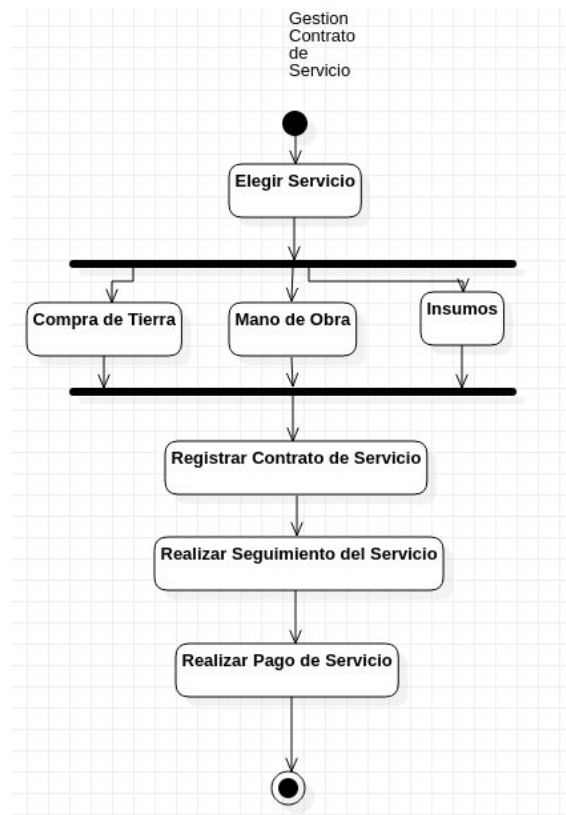 Gestion
Contrato
de
Servicio
Elegir Servicio
Compra de Tierra
Mano de Obra
Insumos
Registrar Contrato de Servicio
Realizar Seguimiento del Servicio
Realizar Pago de Servicio